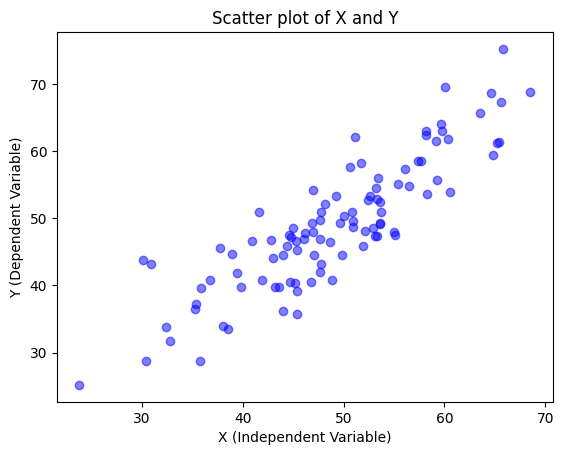 Scatter plot of X and Y
Y (Dependent Variable)
70
60
50
40
30
30 40 50 60 70
X (Independent Variable)